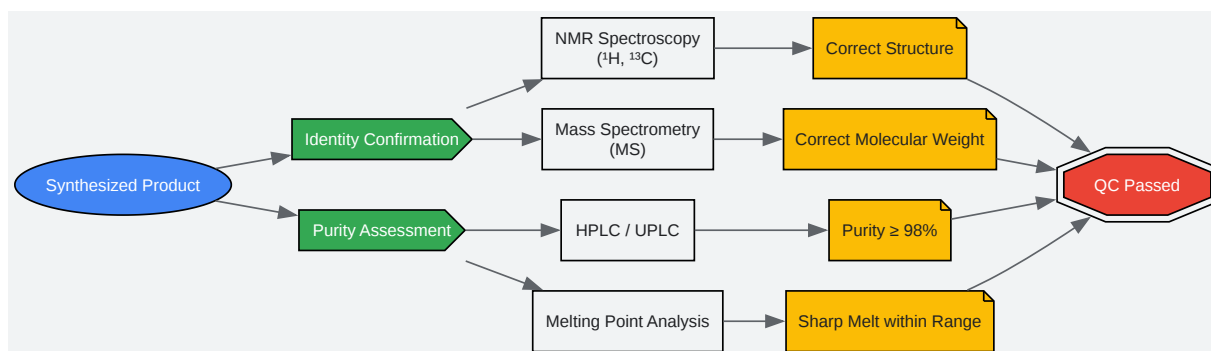 NMR Spectroscopy
(¹H, ¹³C)
Correct Structure
Identity Confirmation
Mass Spectrometry
(MS)
Correct Molecular Weight
Synthesized Product
QC Passed
Purity Assessment
HPLC / UPLC
Purity ≥ 98%
Melting Point Analysis
Sharp Melt within Range